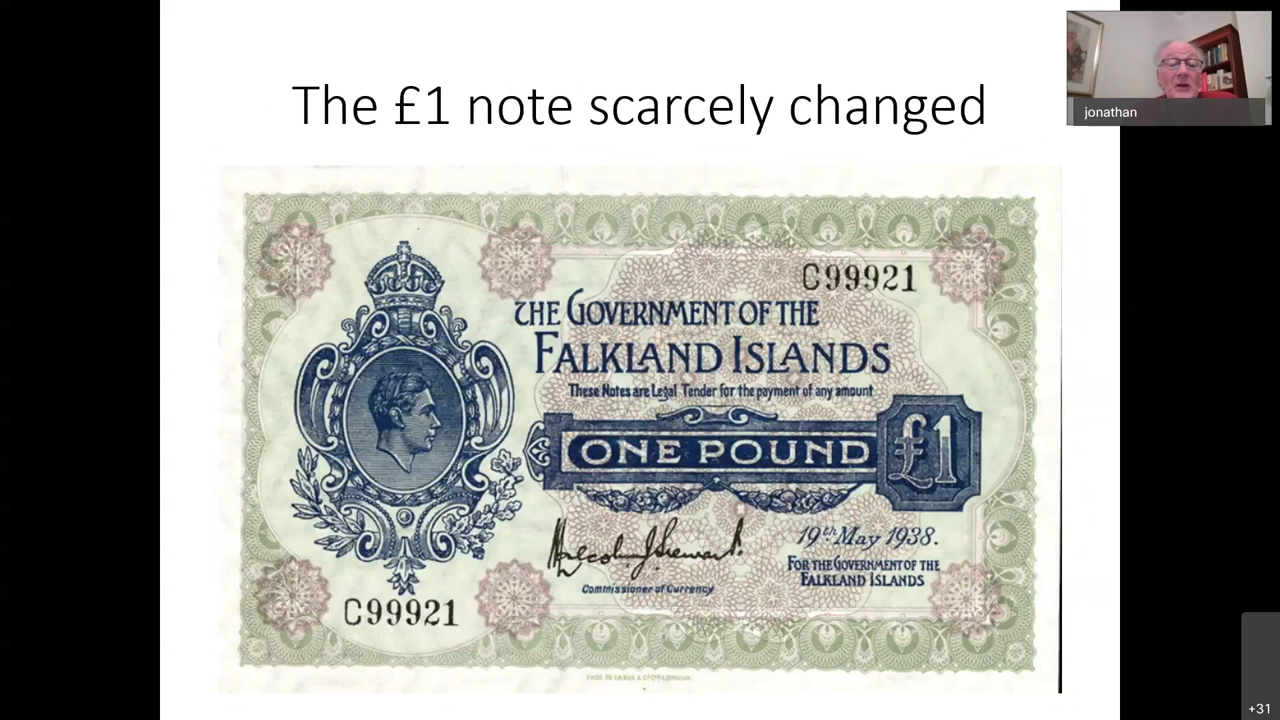 The £1 note scarcely changed
jonathan
C99921
THE GOVERNMENT OF THE
FALKLAND ISLANDS
These Notes are Legal Tender for the payment of any amount
ONE POUND
£1
19th May 1938.
FOR THE GOVERNMENT OF THE
FALKLAND ISLANDS
Commissioner of Currency
C99921
+31